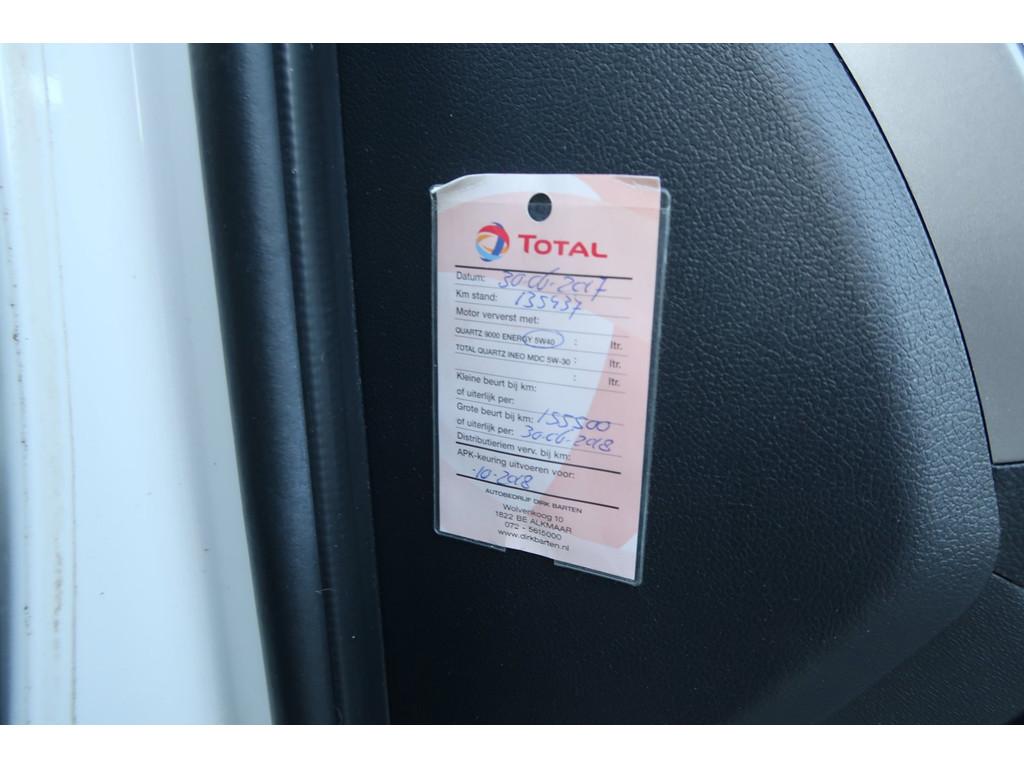 TOTAL
Datum: 30-06-2017
Km stand: 135437
Motor ververst met:
QUARTZ 9000 ENERGY 5W40 : ltr.
TOTAL QUARTZ INEO MDC 5W-30 : ltr.
: ltr.
Kleine beurt bij km:
of uiterlijk per:
Grote beurt bij km: 155500
of uiterlijk per: 30-06-2018
Distributieriem verv. bij km:
APK-keuring uitvoeren voor:
-10-2018
AUTOBEDRIJF DIRK BARTEN
Wolvenkoog 10
1822 BE ALKMAAR
072 - 5615000
www.dirkbarten.nl